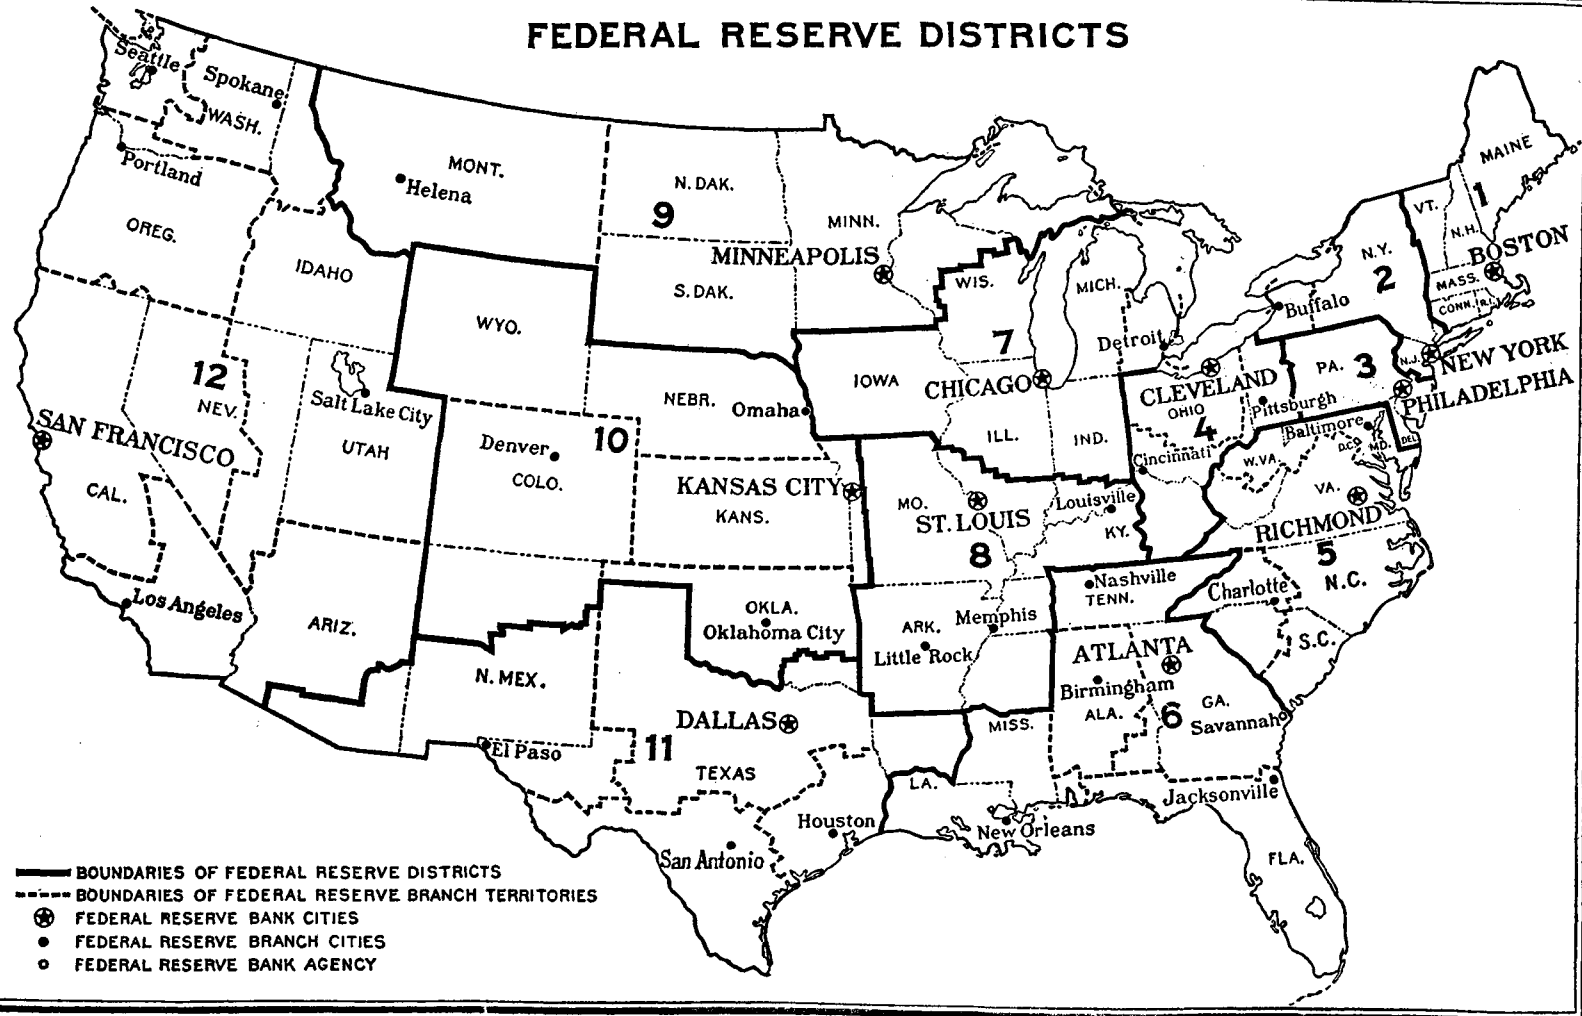 FEDERAL RESERVE DISTRICTS
Seattle
Spokane
WASH.
Portland
OREG.
MONT.
Helena
IDAHO
N. DAK.
9
MINN.
MINNEAPOLIS
S. DAK.
WYO.
WIS.
MICH.
7
Detroit
IOWA
CHICAGO
ILL.
IND.
MAINE
VT.
1
N.H.
BOSTON
MASS.
CONN.
R.I.
N.Y.
2
Buffalo
N.J.
NEW YORK
PA.
3
PHILADELPHIA
CLEVELAND
OHIO
4
Pittsburgh
Cincinnati
Baltimore
D.C.
MD.
DEL.
W.VA.
VA.
RICHMOND
5
N.C.
Charlotte
S.C.
12
NEV.
SAN FRANCISCO
CAL.
Los Angeles
Salt Lake City
UTAH
ARIZ.
NEBR.
Omaha
10
Denver
COLO.
KANSAS CITY
KANS.
OKLA.
Oklahoma City
MO.
ST. LOUIS
8
Louisville
KY.
Nashville
TENN.
Memphis
ARK.
Little Rock
ATLANTA
Birmingham
ALA.
6
GA.
Savannah
MISS.
N. MEX.
El Paso
DALLAS
11
TEXAS
Houston
San Antonio
LA.
New Orleans
Jacksonville
FLA.
BOUNDARIES OF FEDERAL RESERVE DISTRICTS
BOUNDARIES OF FEDERAL RESERVE BRANCH TERRITORIES
FEDERAL RESERVE BANK CITIES
FEDERAL RESERVE BRANCH CITIES
FEDERAL RESERVE BANK AGENCY